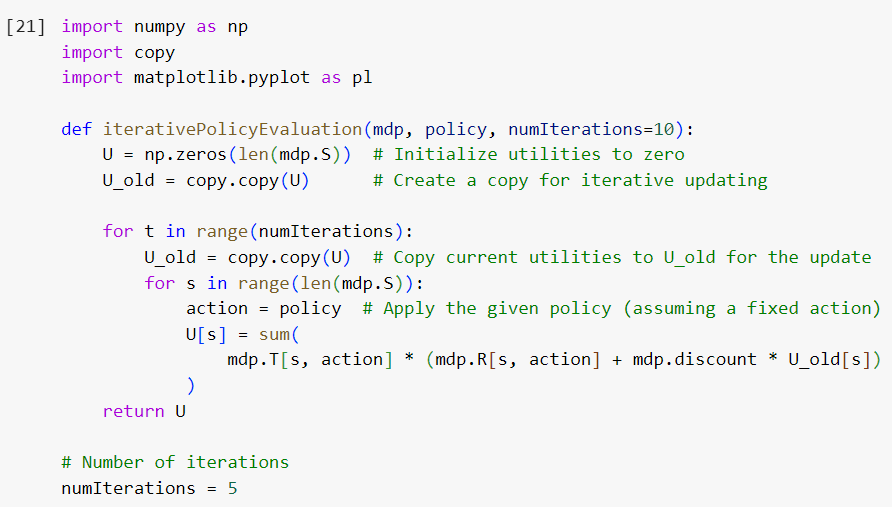 [21] import numpy as np
import copy
import matplotlib.pyplot as pl
def iterativePolicyEvaluation(mdp, policy, numIterations=10):
U = np.zeros(len(mdp.S))  # Initialize utilities to zero
U_old = copy.copy(U)      # Create a copy for iterative updating
for t in range(numIterations):
U_old = copy.copy(U)  # Copy current utilities to U_old for the update
for s in range(len(mdp.S)):
action = policy  # Apply the given policy (assuming a fixed action)
U[s] = sum(
mdp.T[s, action] * (mdp.R[s, action] + mdp.discount * U_old[s])
)
return U
# Number of iterations
numIterations = 5